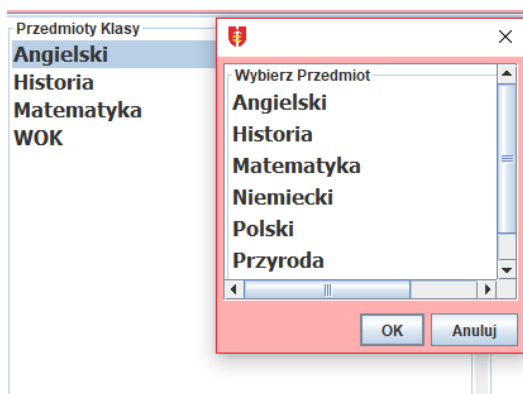 Przedmioty Klasy
Angielski
Historia
Matematyka
WOK
Wybierz Przedmiot
Angielski
Historia
Matematyka
Niemiecki
Polski
Przyroda
OK
Anuluj